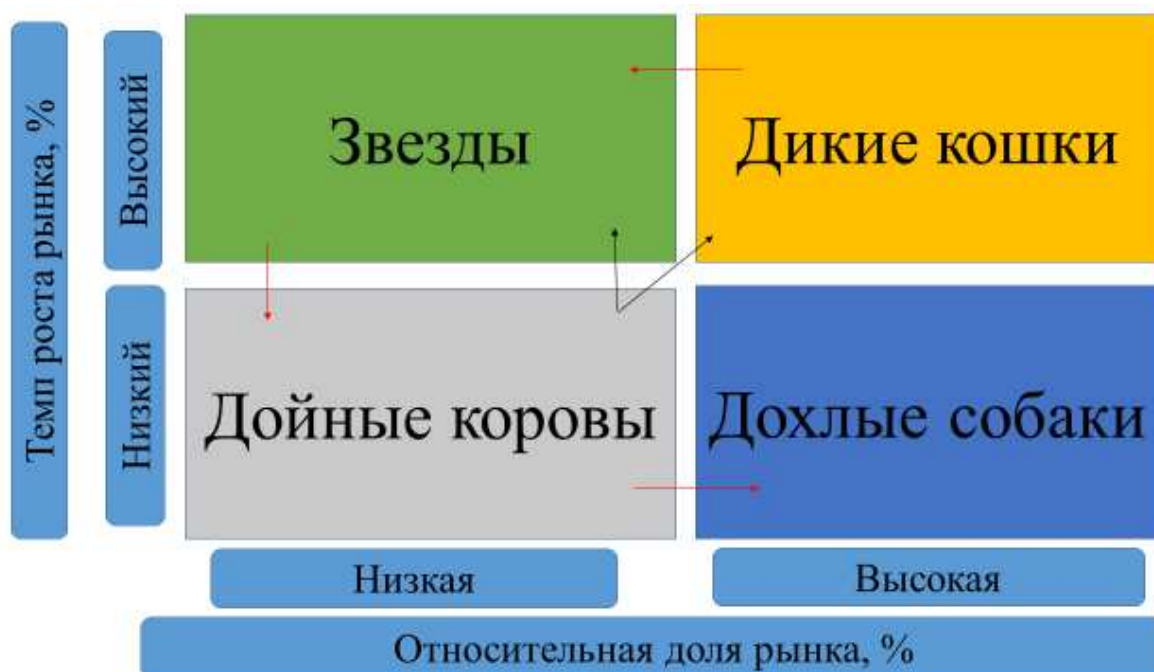 Темп роста рынка, %
Высокий
Звезды
Дикие кошки
Низкий
Дойные коровы
Дохлые собаки
Низкая
Высокая
Относительная доля рынка, %